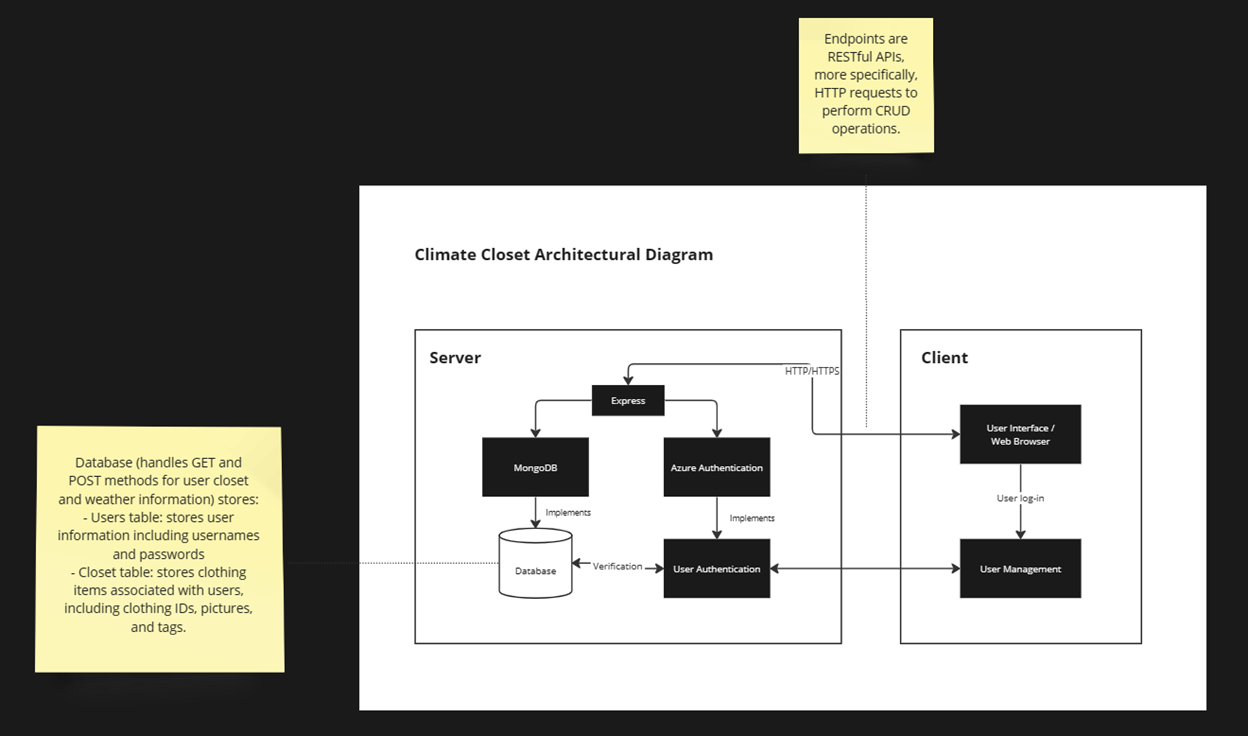 Endpoints are
RESTful APIs,
more specifically,
HTTP requests to
perform CRUD
operations.
Climate Closet Architectural Diagram
Server
Client
HTTP/HTTPS
Express
User Interface /
Web Browser
MongoDB
Azure Authentication
User log-in
Implements
Implements
Database
Verification
User Authentication
User Management
Database (handles GET and
POST methods for user closet
and weather information) stores:
- Users table: stores user
information including usernames
and passwords
- Closet table: stores clothing
items associated with users,
including clothing IDs, pictures,
and tags.